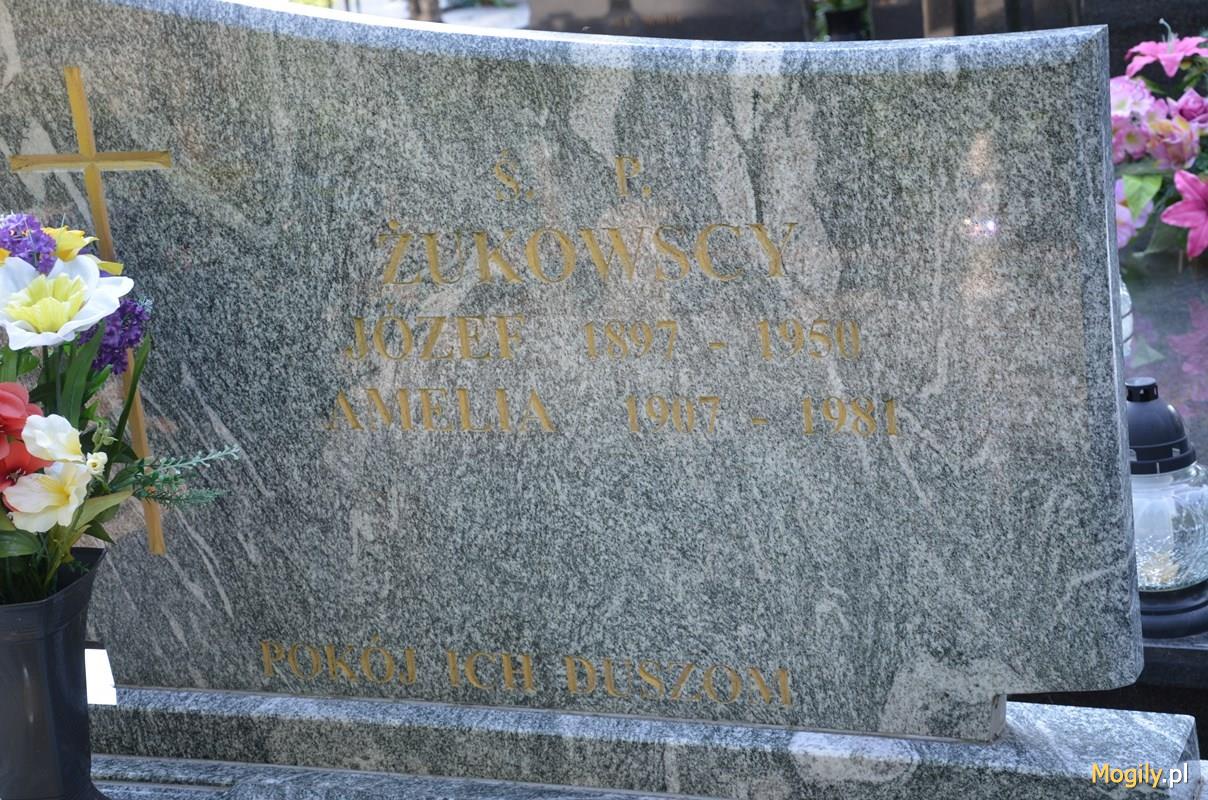 Ś. P.
ŻUKOWSCY
JÓZEF 1897 - 1950
AMELIA 1907 - 1981
POKÓJ ICH DUSZOM
Mogily.pl